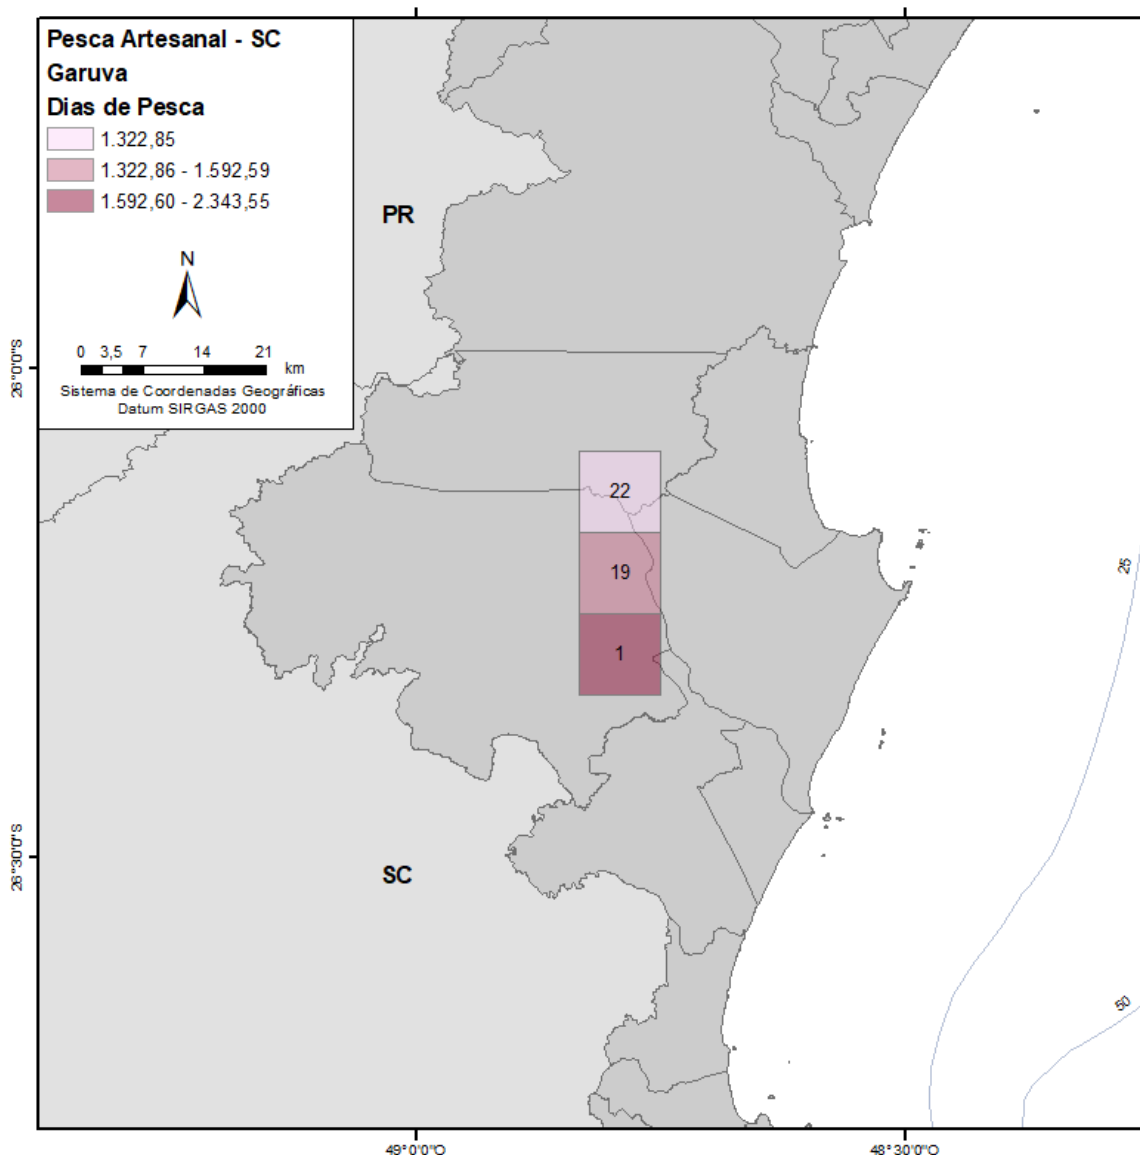 Pesca Artesanal - SC
Garuva
Dias de Pesca
1.322,85
1.322,86 - 1.592,59
1.592,60 - 2.343,55
N
0 3,5 7 14 21
km
Sistema de Coordenadas Geográficas
Datum SIRGAS 2000
PR
26°0'0"S
22
19
25
1
26°30'0"S
SC
50
49°0'0"O
48°30'0"O